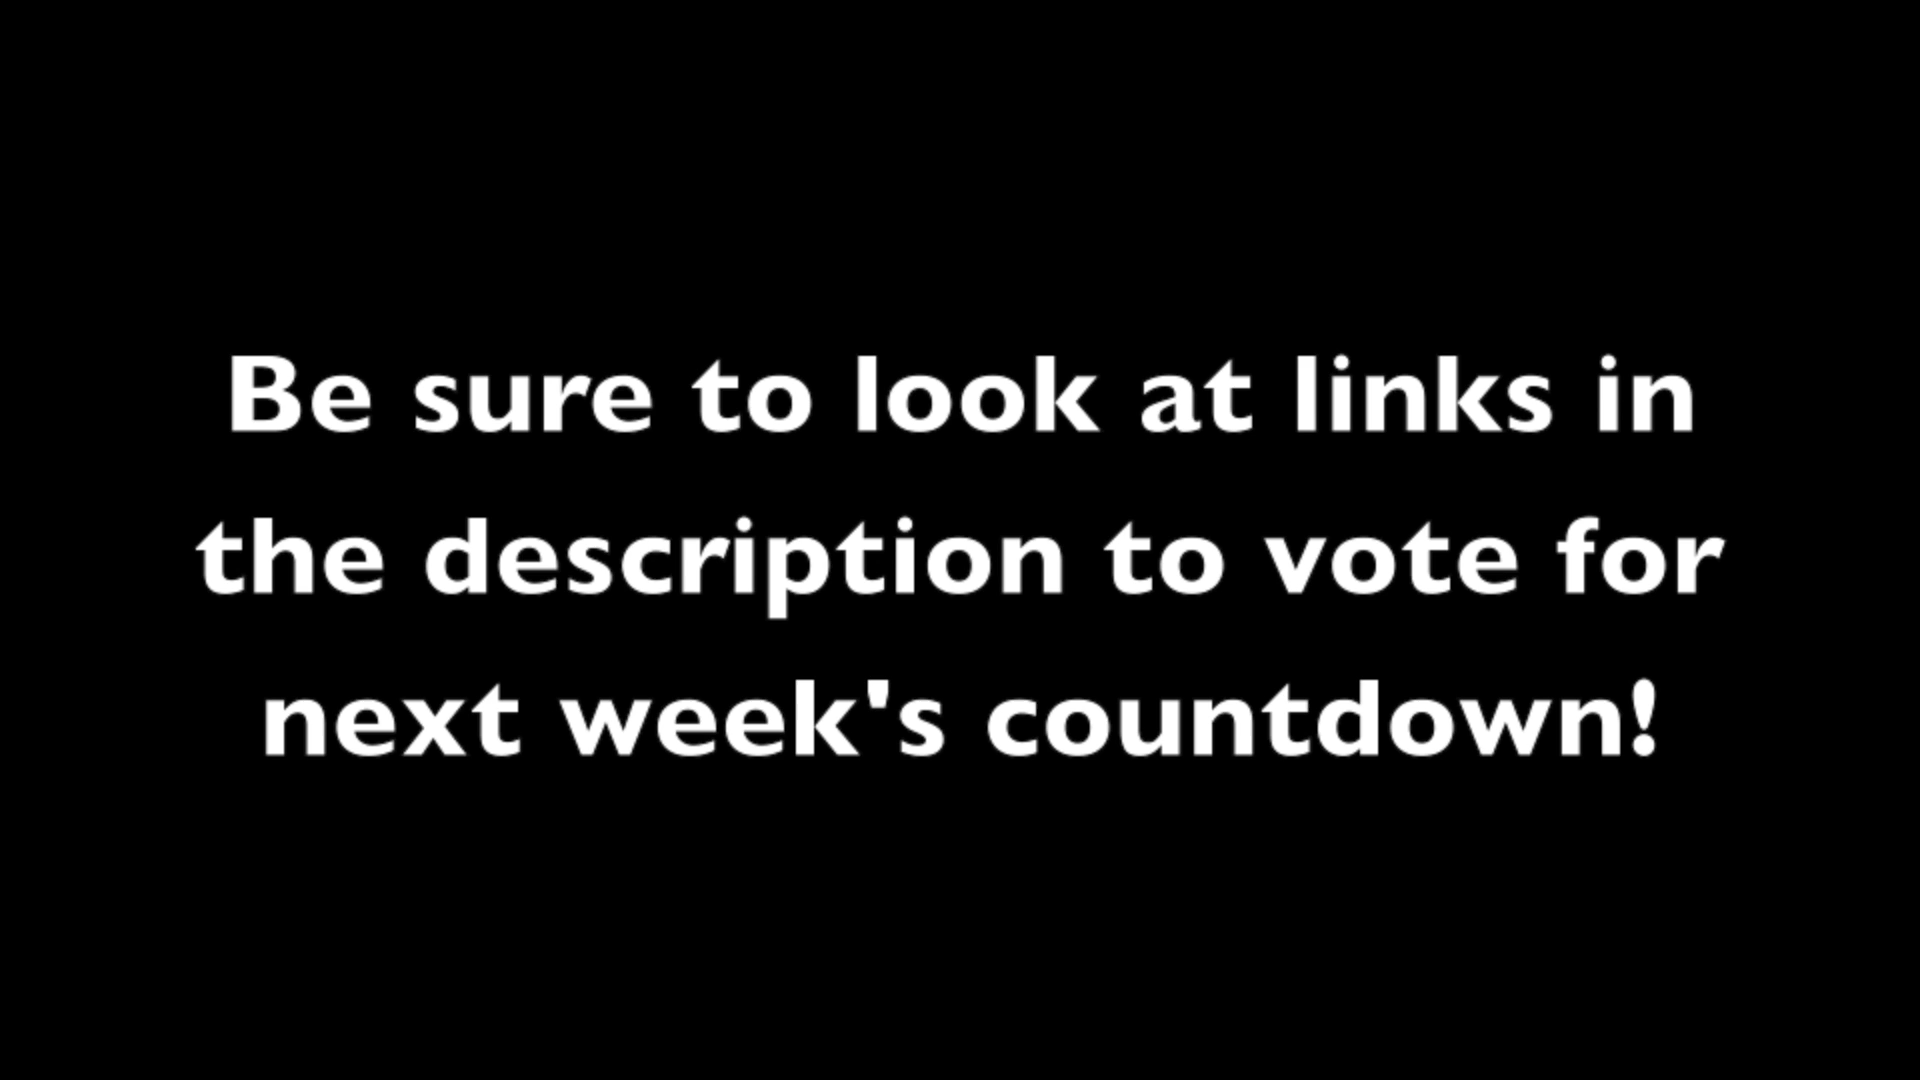 Be sure to look at links in
the description to vote for
next week's countdown!